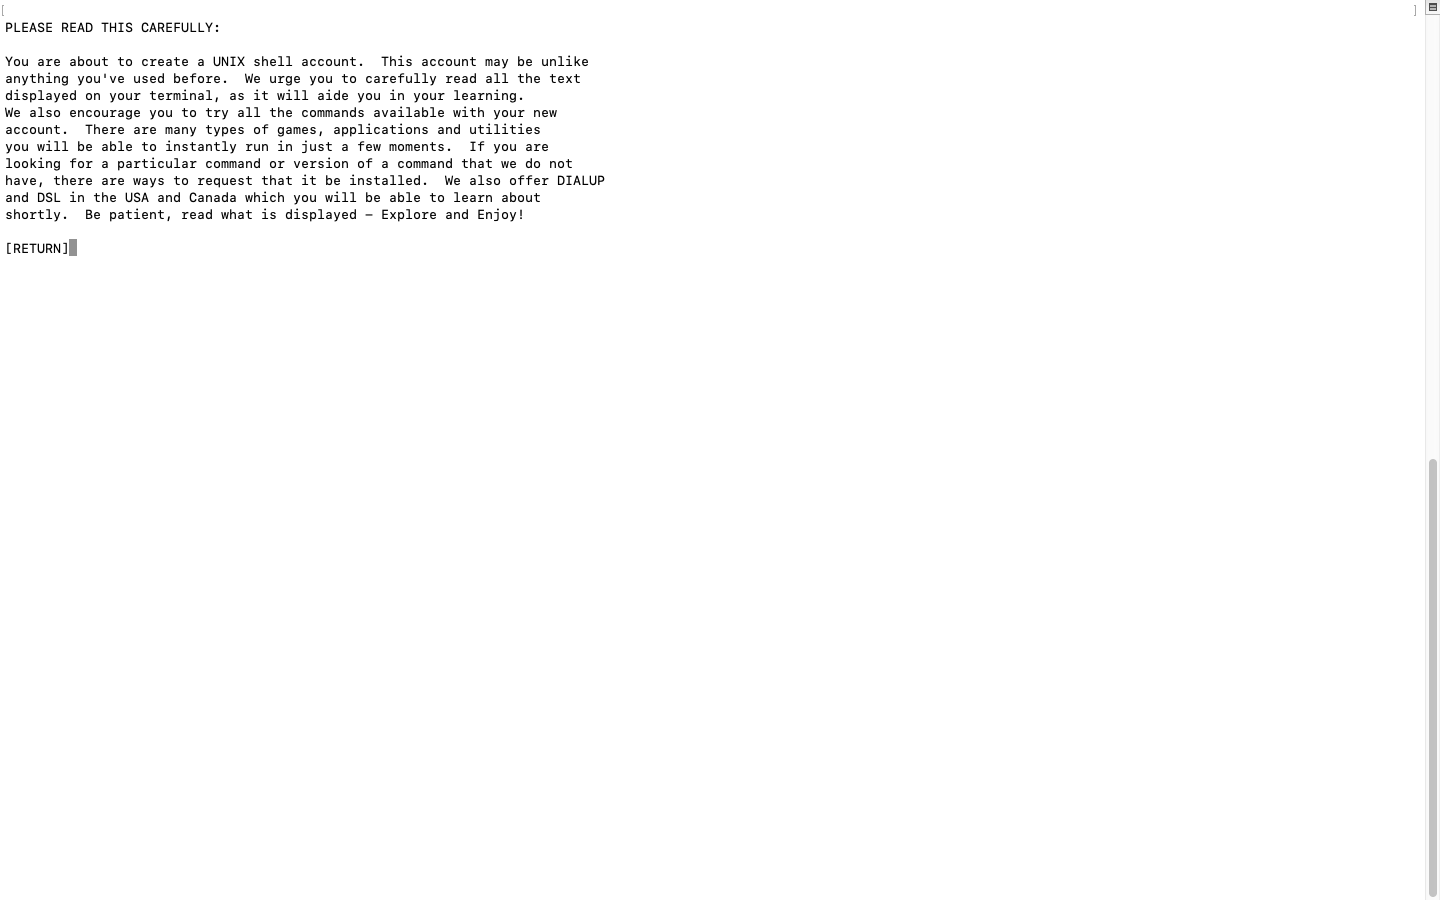 [ ]
PLEASE READ THIS CAREFULLY:
You are about to create a UNIX shell account.  This account may be unlike
anything you've used before.  We urge you to carefully read all the text
displayed on your terminal, as it will aide you in your learning.
We also encourage you to try all the commands available with your new
account.  There are many types of games, applications and utilities
you will be able to instantly run in just a few moments.  If you are
looking for a particular command or version of a command that we do not
have, there are ways to request that it be installed.  We also offer DIALUP
and DSL in the USA and Canada which you will be able to learn about
shortly.  Be patient, read what is displayed – Explore and Enjoy!
[RETURN]